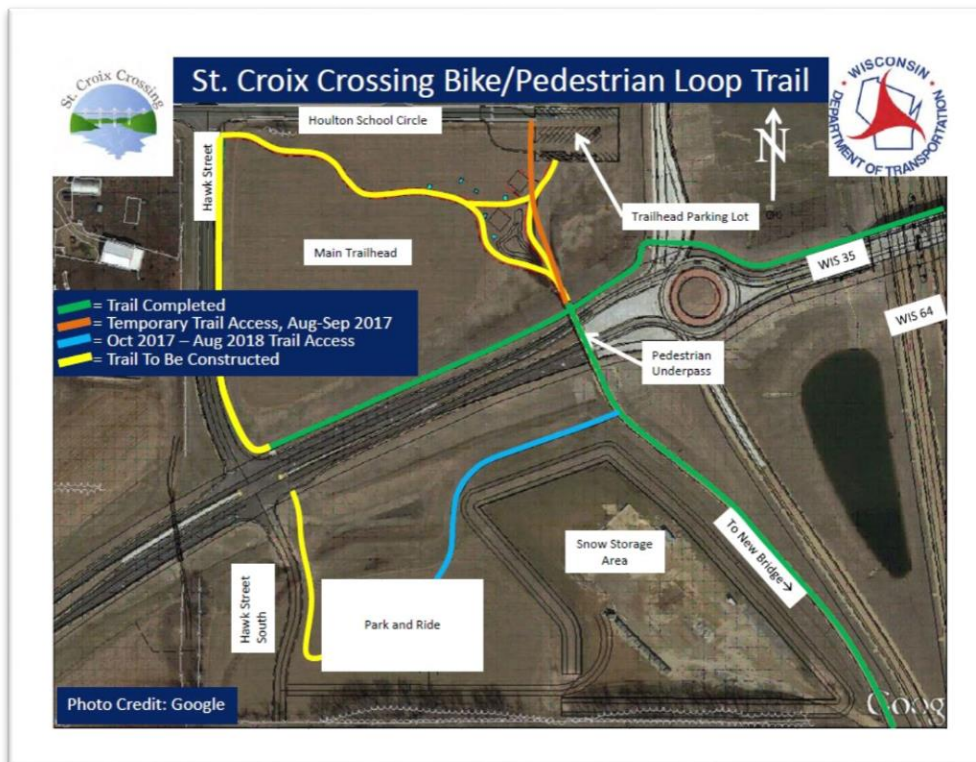 St. Croix Crossing
St. Croix Crossing Bike/Pedestrian Loop Trail
WISCONSIN
DEPARTMENT OF TRANSPORTATION
Houlton School Circle
N
Hawk Street
Trailhead Parking Lot
Main Trailhead
WIS 35
WIS 64
= Trail Completed
= Temporary Trail Access, Aug-Sep 2017
= Oct 2017 – Aug 2018 Trail Access
= Trail To Be Constructed
Pedestrian
Underpass
To New Bridge→
Snow Storage
Area
Hawk Street
South
Park and Ride
Photo Credit: Google
Goog